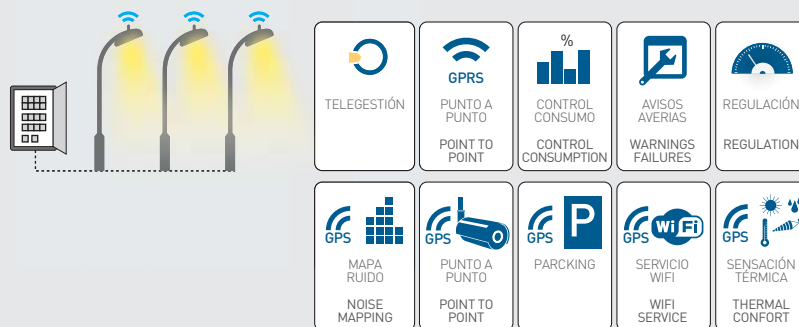 GPRS
%
TELEGESTIÓN
PUNTO A
PUNTO
POINT TO
POINT
CONTROL
CONSUMO
CONTROL
CONSUMPTION
AVISOS
AVERIAS
WARNINGS
FAILURES
REGULACIÓN
REGULATION
GPS
MAPA
RUIDO
NOISE
MAPPING
GPS
PUNTO A
PUNTO
POINT TO
POINT
GPS
P
PARCKING
GPS
WiFi
SERVICIO
WIFI
WIFI
SERVICE
GPS
SENSACIÓN
TÉRMICA
THERMAL
CONFORT